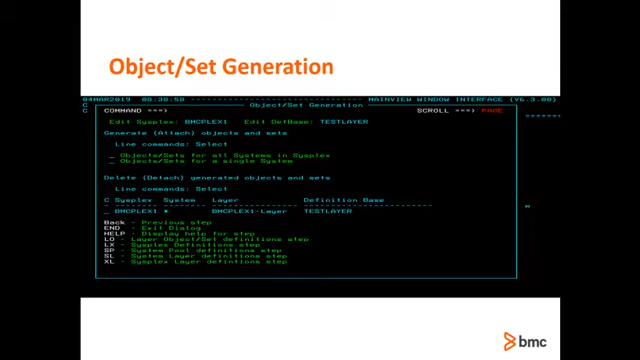 Object/Set Generation
04MAR2019 08:38:58 ---------------------------- MAINVIEW WINDOW INTERFACE (V6.3.00)
C ---------------------- Object/Set Generation ----------------------
C COMMAND ===> SCROLL ===> PAGE
Edit Sysplex: BMCPLEX1 Edit DefBase: TESTLAYER
Generate (Attach) objects and sets
Line commands: Select
_ Objects/Sets for all Systems in Sysplex
_ Objects/Sets for a single System
Delete (Detach) generated objects and sets
Line commands: Select
C Sysplex System Layer Definition Base
_ BMCPLEX1 * BMCPLEX1-Layer TESTLAYER
Back - Previous step
END - Exit Dialog
HELP - Display help for step
LO - Layer Object/Set definitions step
LX - Sysplex Definitions step
SP - System Pool definitions step
SL - System Layer definitions step
XL - Sysplex Layer definitions step
bmc